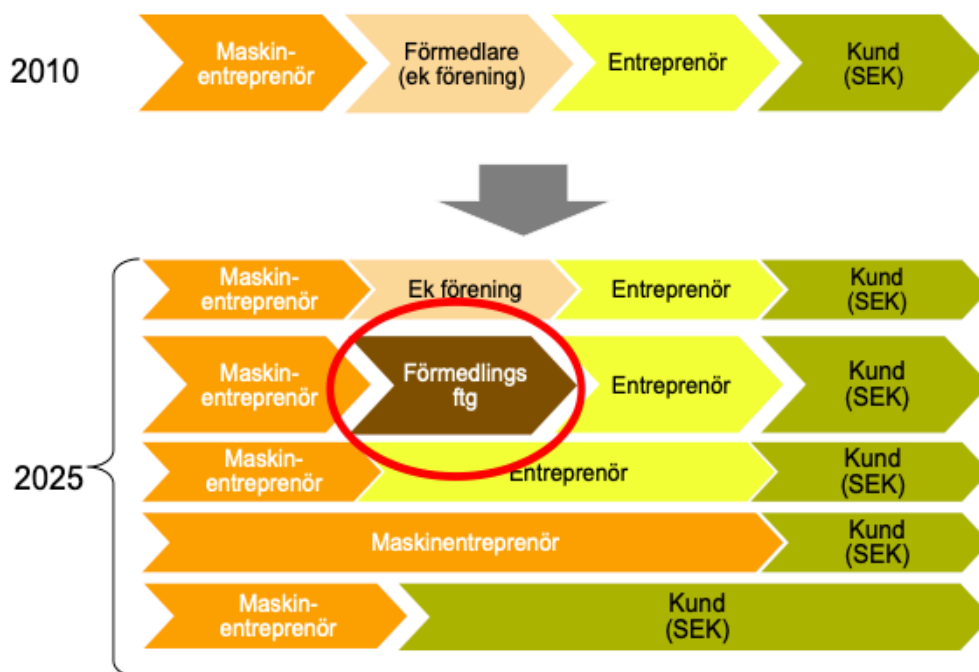 2010
Maskin-
entreprenör
Förmedlare
(ek förening)
Entreprenör
Kund
(SEK)
2025
Maskin-
entreprenör
Ek förening
Entreprenör
Kund
(SEK)
Maskin-
entreprenör
Förmedlings
ftg
Entreprenör
Kund
(SEK)
Maskin-
entreprenör
Entreprenör
Kund
(SEK)
Maskinentreprenör
Kund
(SEK)
Maskin-
entreprenör
Kund
(SEK)